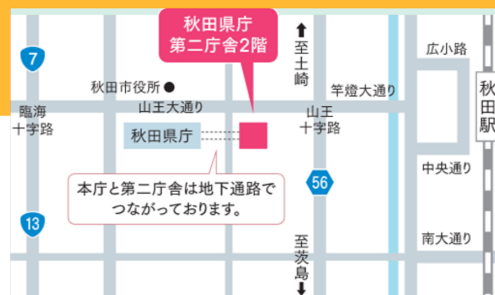 秋田県庁
第二庁舎2階
7
至土崎
広小路
秋田市役所
竿燈大通り
山王大通り
秋田駅
臨海
十字路
山王
十字路
秋田県庁
中央通り
56
本庁と第二庁舎は地下通路で
つながっております。
13
南大通り
至茨島